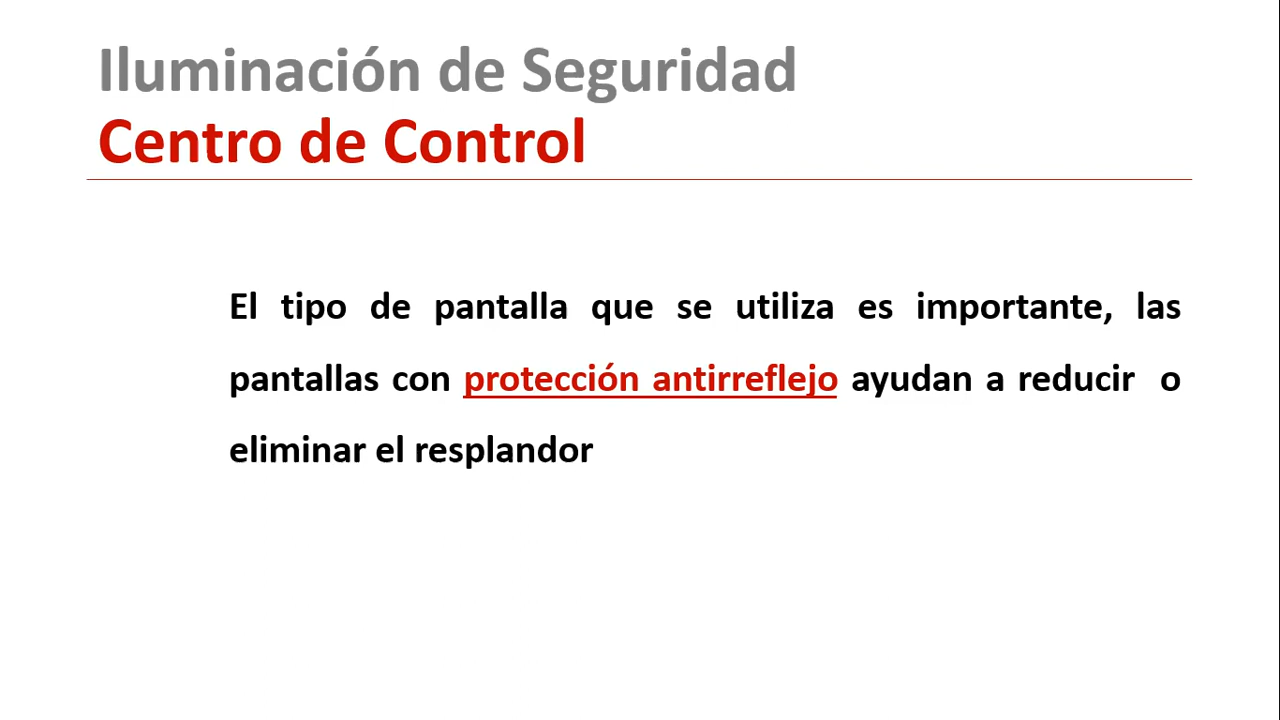 Iluminación de Seguridad
Centro de Control
El tipo de pantalla que se utiliza es importante, las
pantallas con protección antirreflejo ayudan a reducir o
eliminar el resplandor